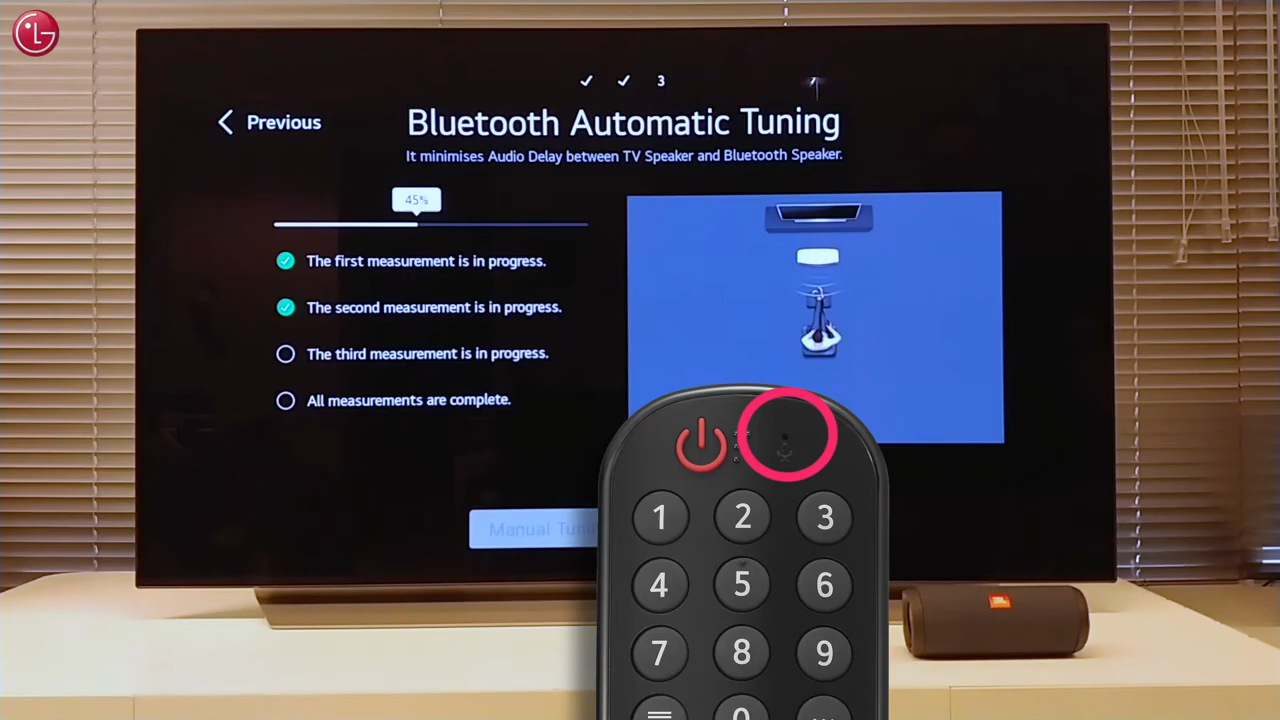 LG
3
Previous
Bluetooth Automatic Tuning
It minimises Audio Delay between TV Speaker and Bluetooth Speaker.
45%
The first measurement is in progress.
The second measurement is in progress.
The third measurement is in progress.
All measurements are complete.
Manual
1 2 3
4 5 6
7 8 9
0
JBL